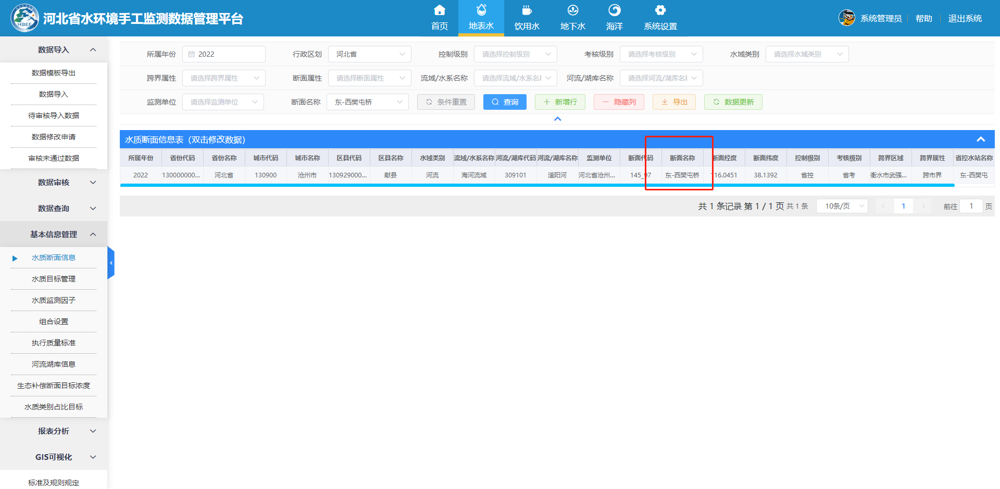 河北省水环境手工监测数据管理平台
首页
地表水
饮用水
地下水
海洋
系统设置
系统管理员
帮助
退出系统
HBEE
数据导入
数据模板导出
数据导入
待审核导入数据
数据修改申请
审核未通过数据
数据审核
数据查询
基本信息管理
水质断面信息
水质目标管理
水质监测因子
组合设置
执行质量标准
河流湖库信息
生态补偿断面目标浓度
水质类别占比目标
报表分析
GIS可视化
标准及规则规定
所属年份 2022 行政区划 河北省 控制级别 请选择控制级别 考核级别 请选择考核级别 水域类别 请选择水域类别
跨界属性 请选择跨界属性 断面属性 请选择断面属性 流域/水系名称 请选择流域/水系名 河流/湖库名称 请选择河流/湖库名
监测单位 请选择监测单位 断面名称 东-西樊屯桥 条件重置 查询 新增行 隐藏列 导出 数据更新
水质断面信息表（双击修改数据）
所属年份 省份代码 省份名称 城市代码 城市名称 区县代码 区县名称 水域类别 流域/水系名称 河流/湖库代码 河流/湖库名称 监测单位 断面代码 断面名称 断面经度 断面纬度 控制级别 考核级别 跨界区域 跨界属性 省控水站名称
2022 130000000... 河北省 130900 沧州市 130929000... 献县 河流 海河流域 309101 滏阳河 河北省沧州... 145_97 东-西樊屯桥 116.0451 38.1392 省控 省考 衡水市武强... 跨市界 东-西樊屯
共 1 条记录 第 1 / 1 页 共 1 条 10条/页 1 前往 1 页